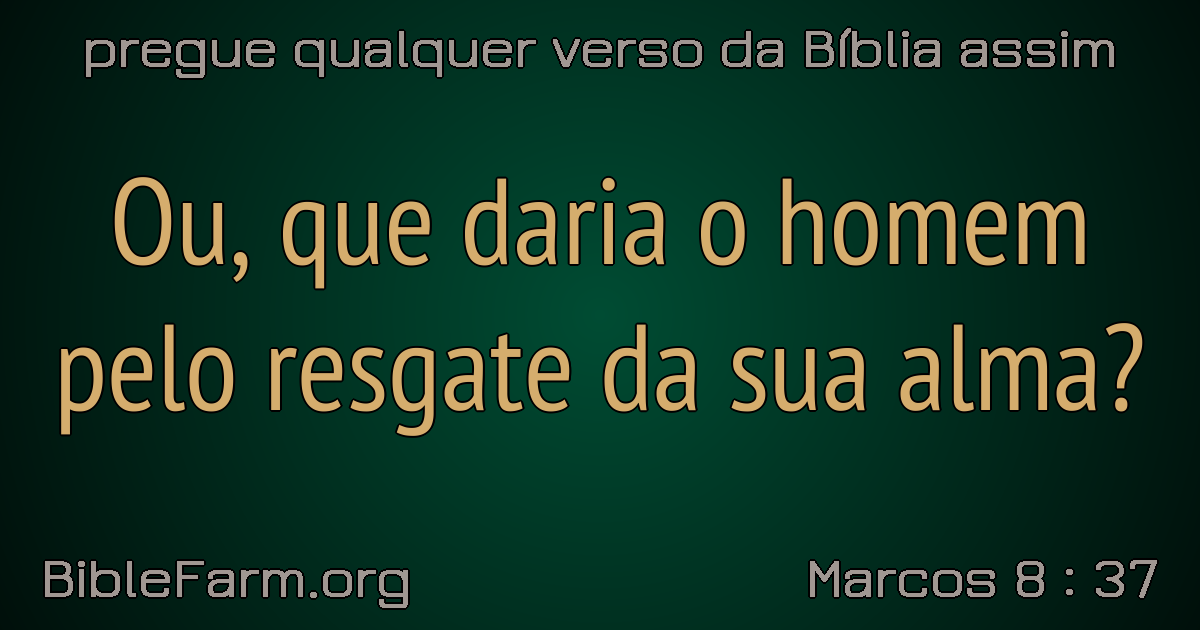 pregue qualquer verso da Bíblia assim
Ou, que daria o homem
pelo resgate da sua alma?
BibleFarm.org
Marcos 8 : 37